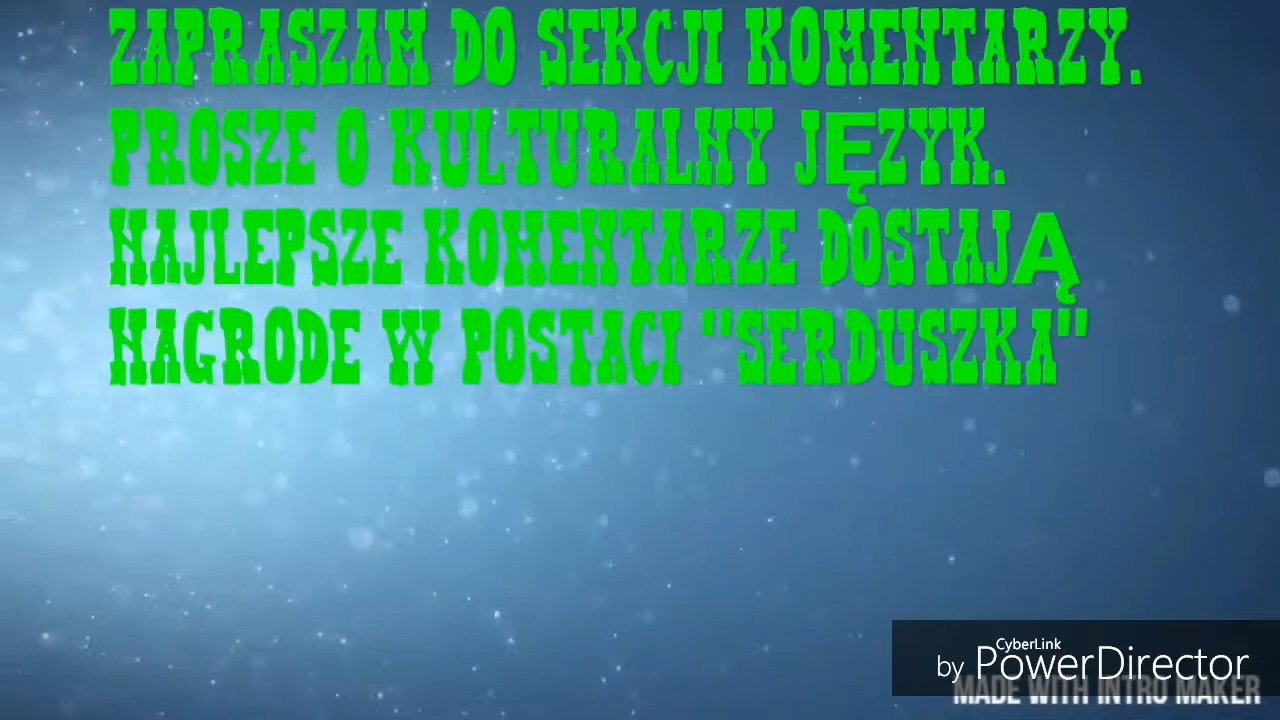 ZAPRASZAM DO SEKCJI KOMENTARZY.
PROSZE O KULTURALNY JĘZYK.
NAJLEPSZE KOMENTARZE DOSTAJĄ
NAGRODE W POSTACI "SERDUSZKA"
CyberLink
by PowerDirector
MADE WITH INTRO MAKER